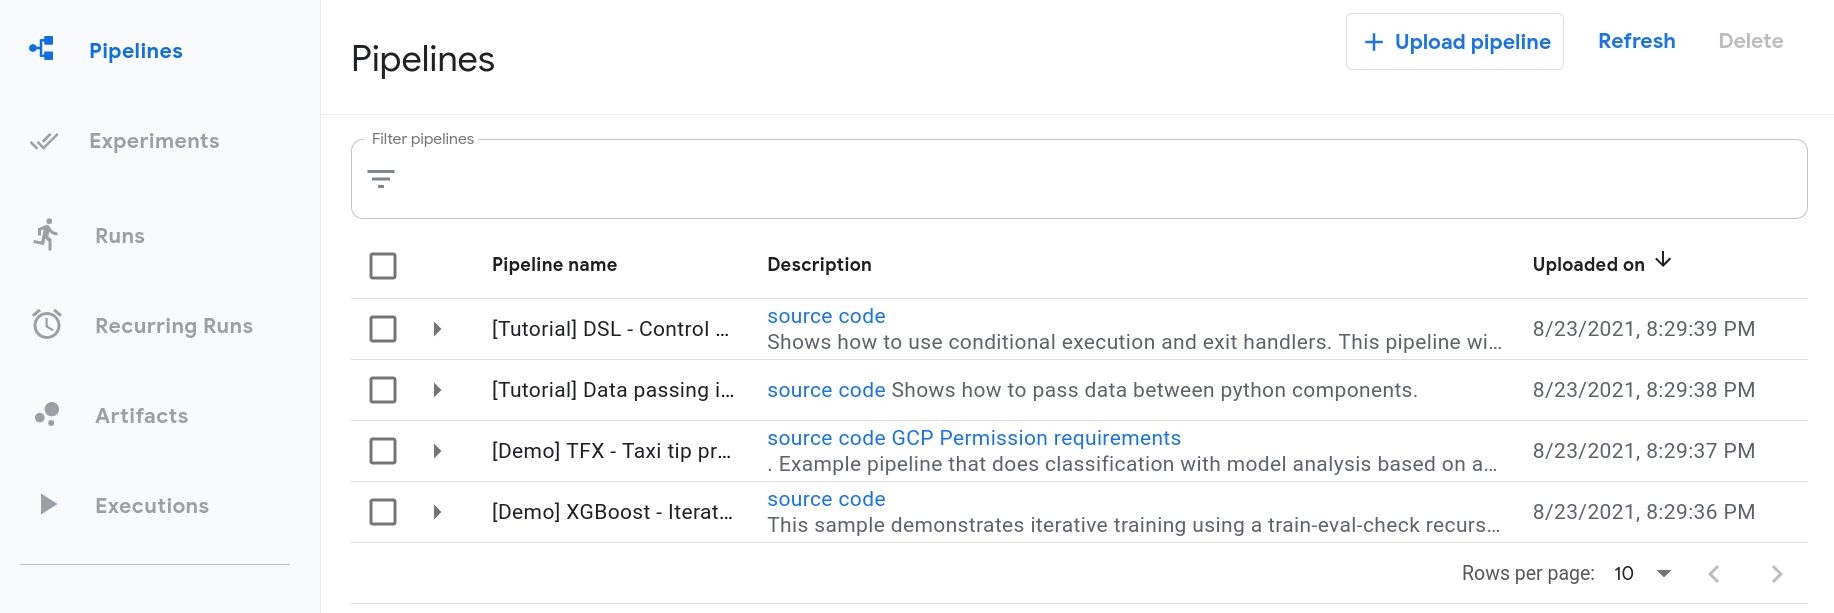 Pipelines
Experiments
Runs
Recurring Runs
Artifacts
Executions
Pipelines
+ Upload pipeline Refresh Delete
Filter pipelines
Pipeline name Description Uploaded on
[Tutorial] DSL - Control ... source code 8/23/2021, 8:29:39 PM
Shows how to use conditional execution and exit handlers. This pipeline wi...
[Tutorial] Data passing i... source code Shows how to pass data between python components. 8/23/2021, 8:29:38 PM
[Demo] TFX - Taxi tip pr... source code GCP Permission requirements 8/23/2021, 8:29:37 PM
. Example pipeline that does classification with model analysis based on a...
[Demo] XGBoost - Iterat... source code 8/23/2021, 8:29:36 PM
This sample demonstrates iterative training using a train-eval-check recurs...
Rows per page: 10